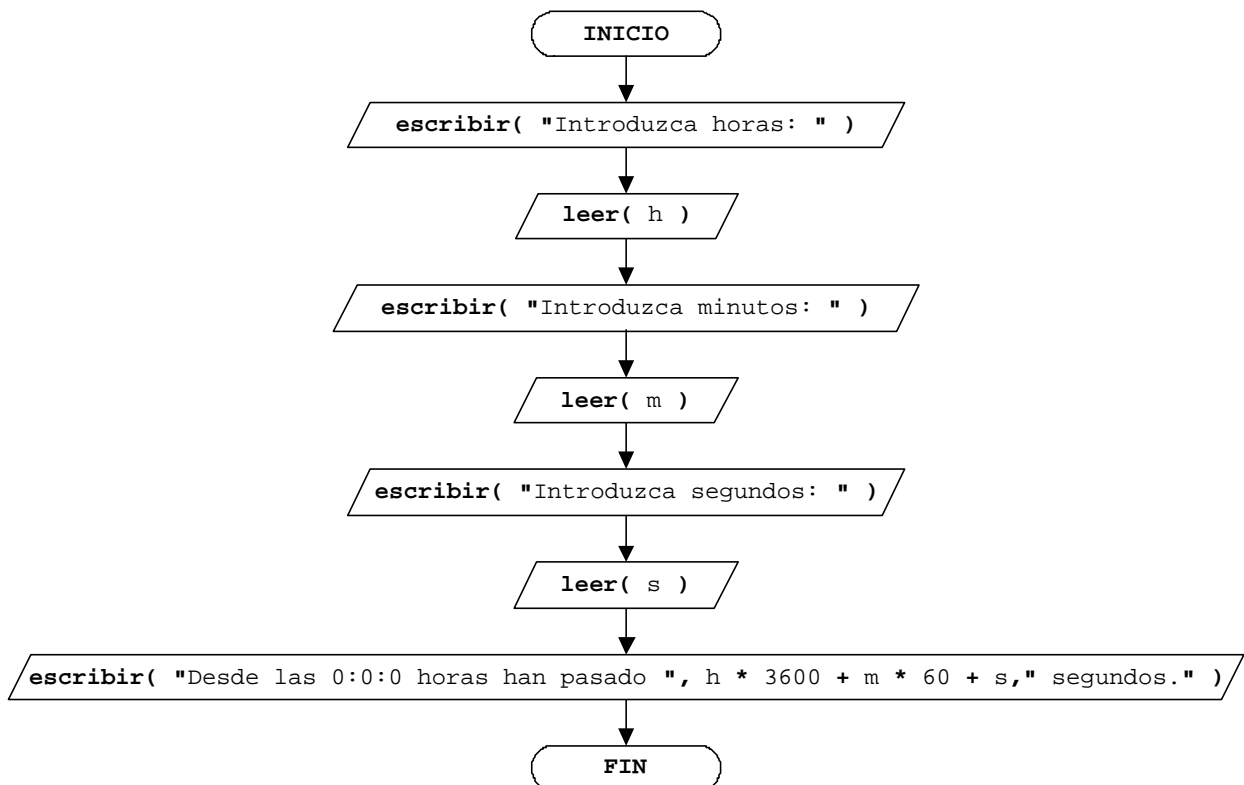 INICIO
escribir( "Introduzca horas: " )
leer( h )
escribir( "Introduzca minutos: " )
leer( m )
escribir( "Introduzca segundos: " )
leer( s )
escribir( "Desde las 0:0:0 horas han pasado ", h * 3600 + m * 60 + s," segundos." )
FIN